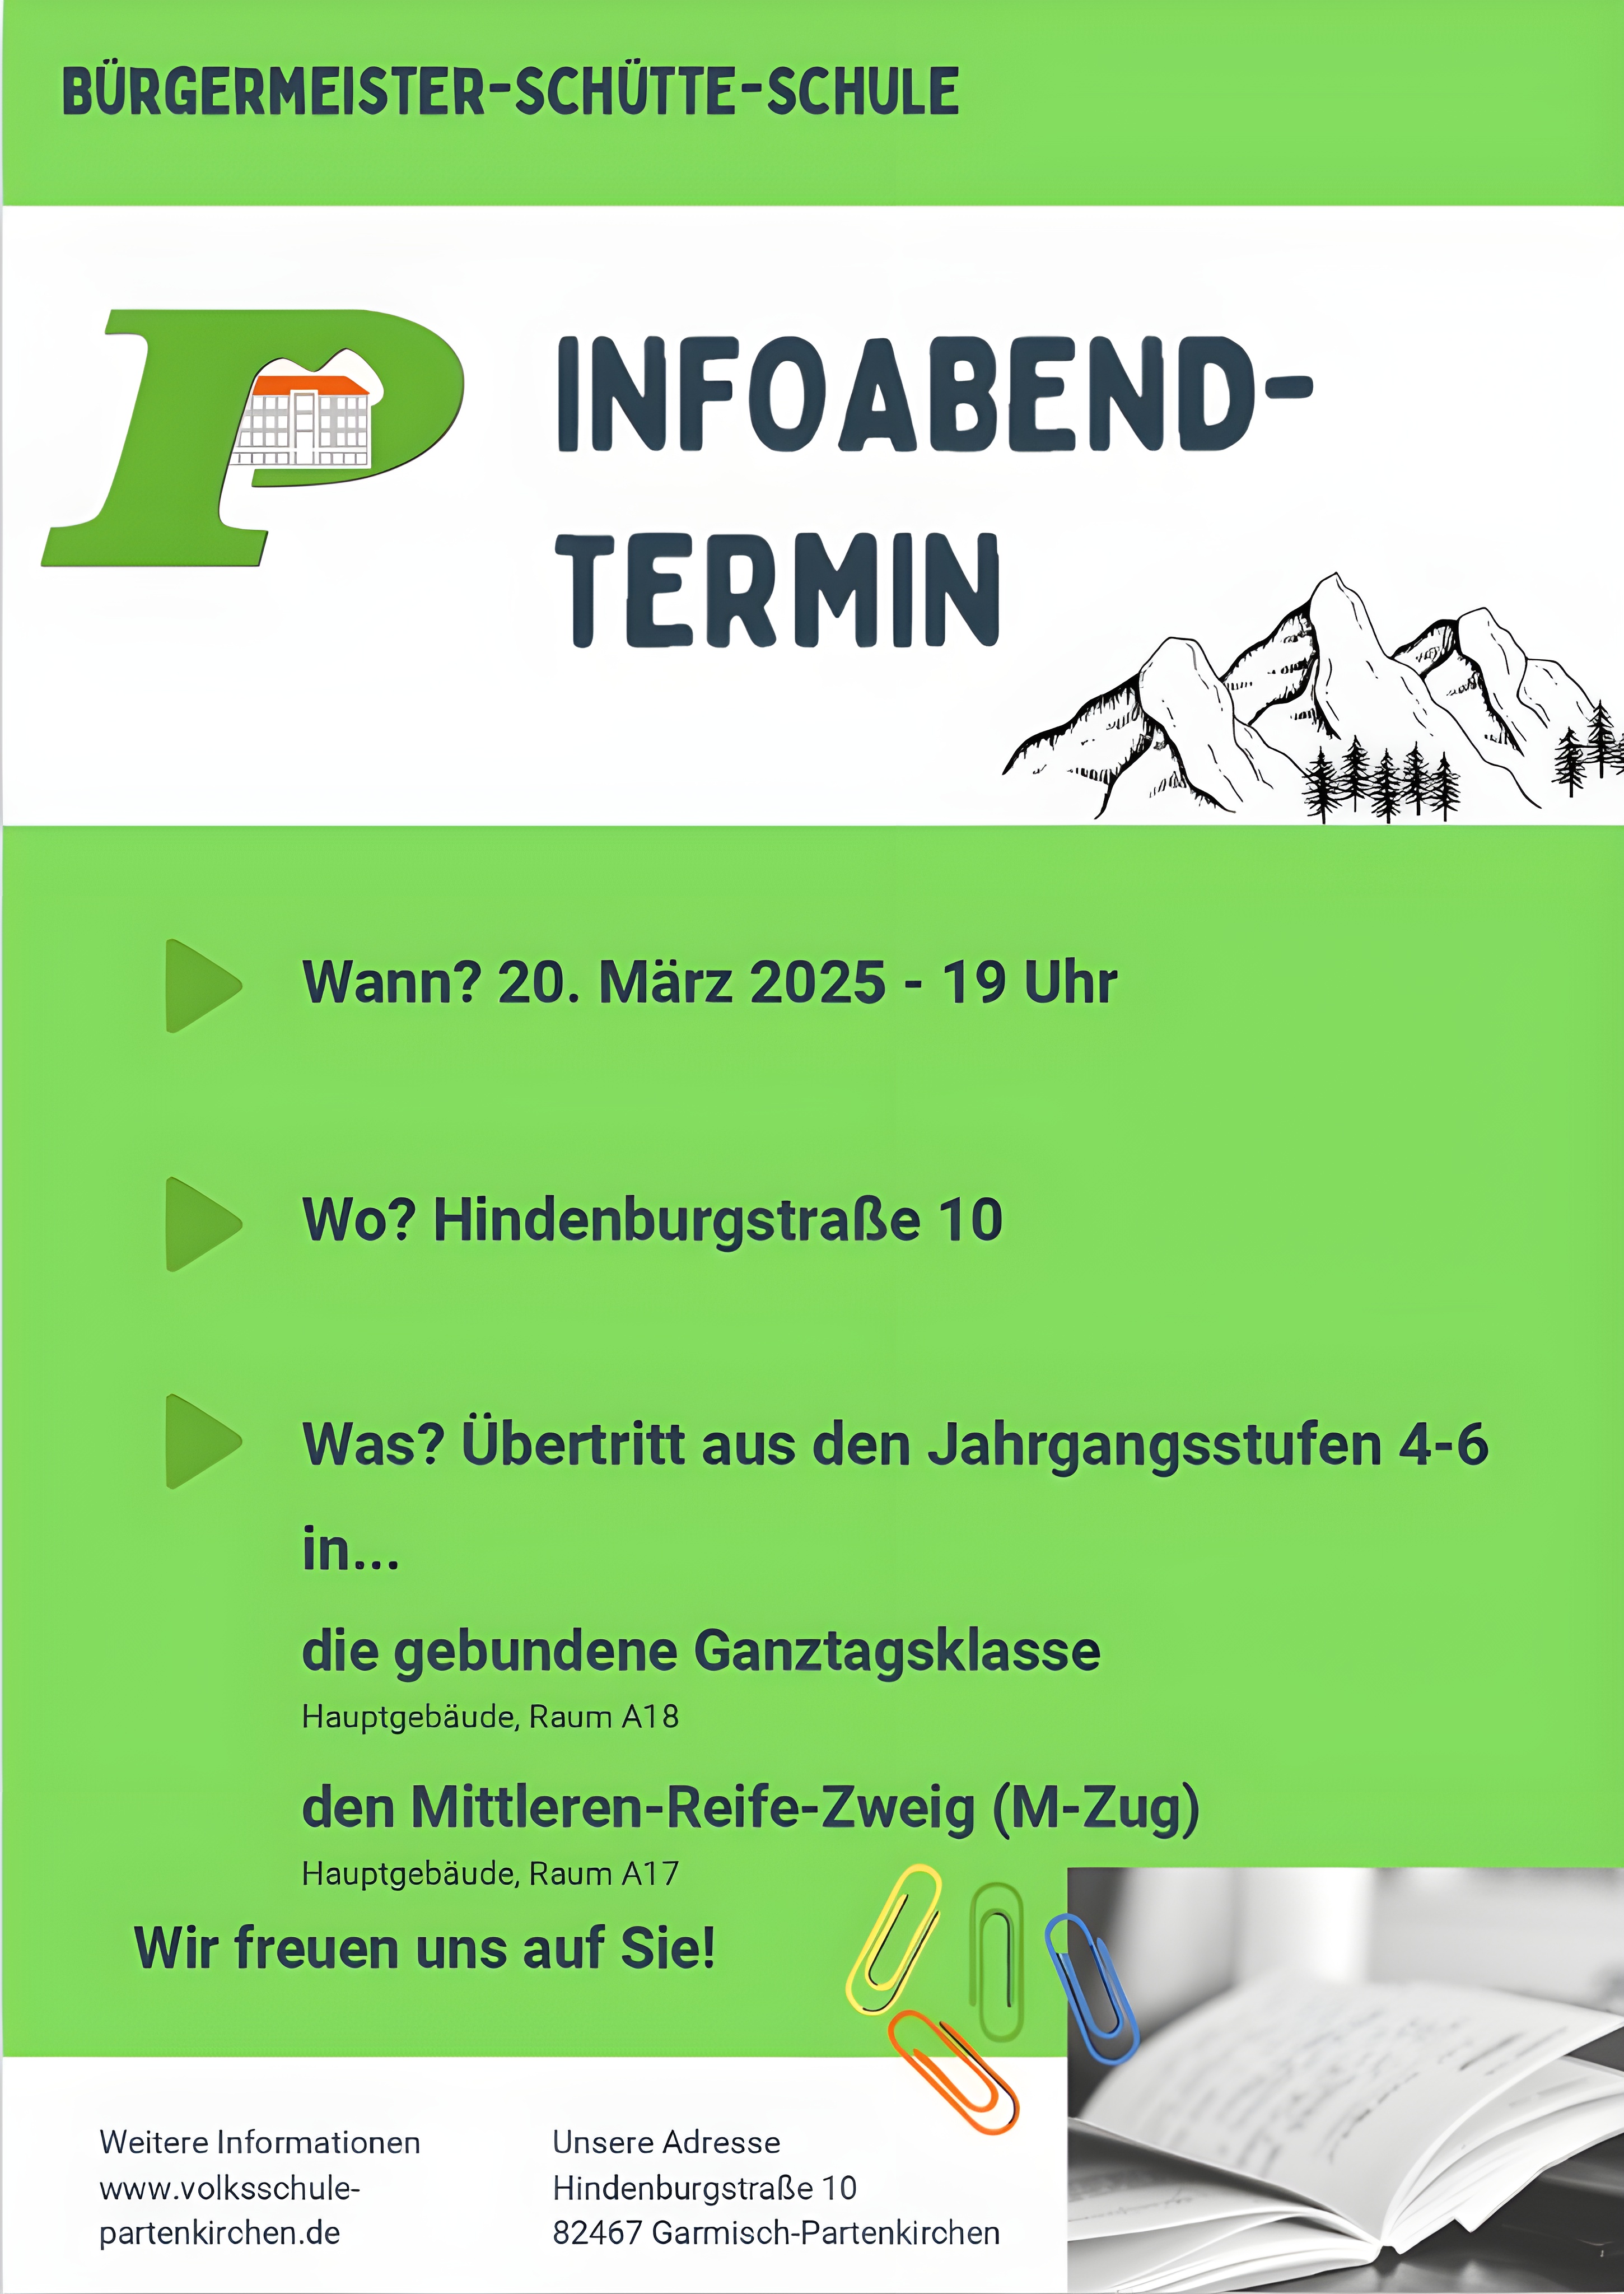 BÜRGERMEISTER-SCHÜTTE-SCHULE
P
INFOABEND-
TERMIN
Wann? 20. März 2025 - 19 Uhr
Wo? Hindenburgstraße 10
Was? Übertritt aus den Jahrgangsstufen 4-6
in...
die gebundene Ganztagsklasse
Hauptgebäude, Raum A18
den Mittleren-Reife-Zweig (M-Zug)
Hauptgebäude, Raum A17
Wir freuen uns auf Sie!
Weitere Informationen
www.volksschule-
partenkirchen.de
Unsere Adresse
Hindenburgstraße 10
82467 Garmisch-Partenkirchen